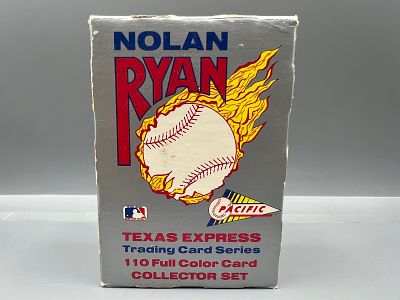 NOLAN
RYAN
PACIFIC
TEXAS EXPRESS
Trading Card Series
110 Full Color Card
COLLECTOR SET